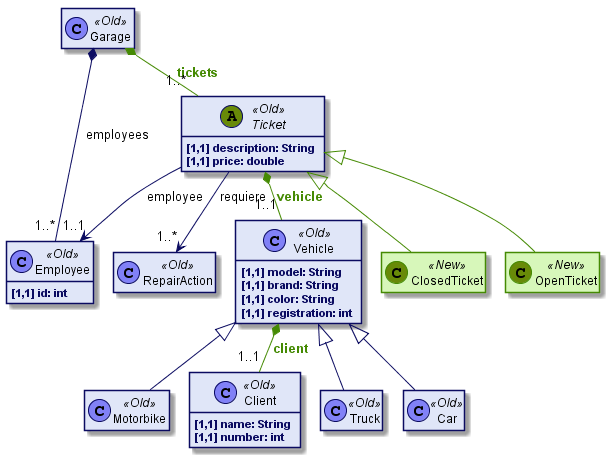 C «Old»
Garage
tickets
1..*
A «Old»
Ticket
[1,1] description: String
[1,1] price: double
employees
employee
requiere
vehicle
1..*
1..1
1..*
1..1
C «Old»
Employee
[1,1] id: int
C «Old»
RepairAction
C «Old»
Vehicle
[1,1] model: String
[1,1] brand: String
[1,1] color: String
[1,1] registration: int
C «New»
ClosedTicket
C «New»
OpenTicket
client
1..1
C «Old»
Motorbike
C «Old»
Client
[1,1] name: String
[1,1] number: int
C «Old»
Truck
C «Old»
Car